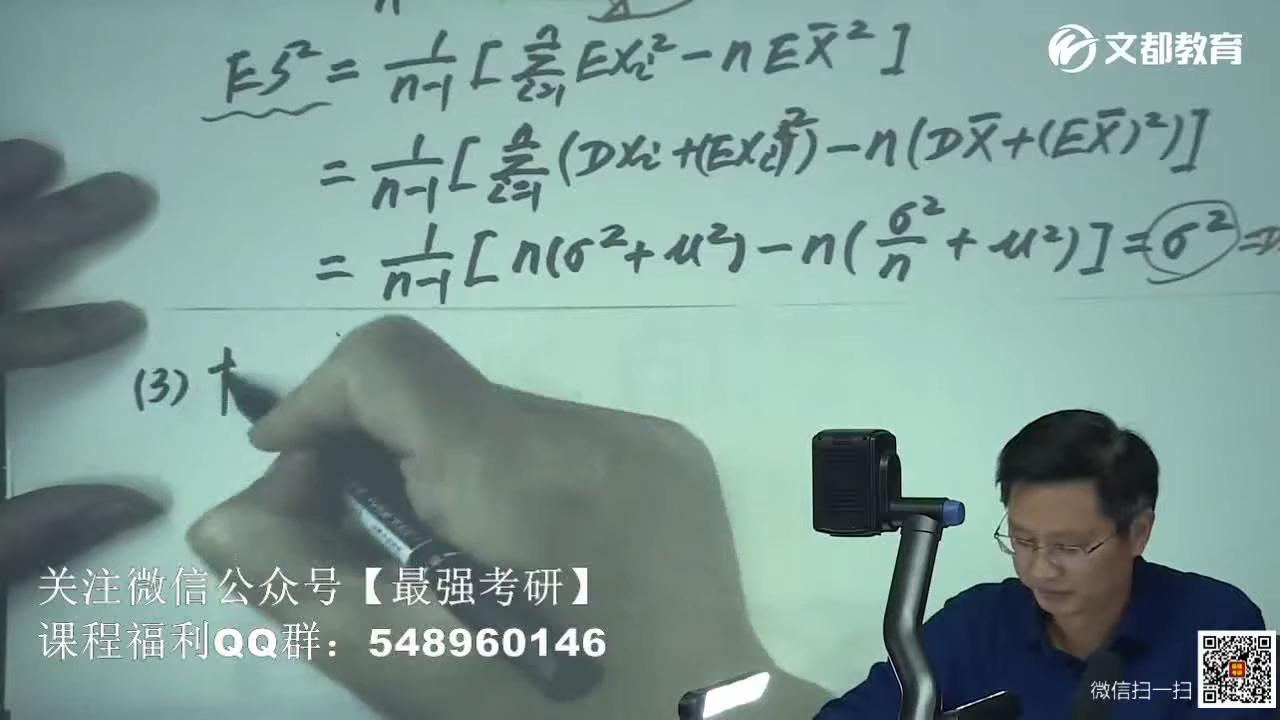 文都教育
ES² = 1/(n-1) [ Σ_{i=1}^{n} EXᵢ² - n E X̄² ]
= 1/(n-1) [ Σ_{i=1}^{n} (DXᵢ + (EXᵢ)²) - n (DX̄ + (EX̄)²) ]
= 1/(n-1) [ n(σ² + μ²) - n( σ²/n + μ²) ] = σ² =
(3)
关注微信公众号【最强考研】
课程福利QQ群：548960146
微信扫一扫